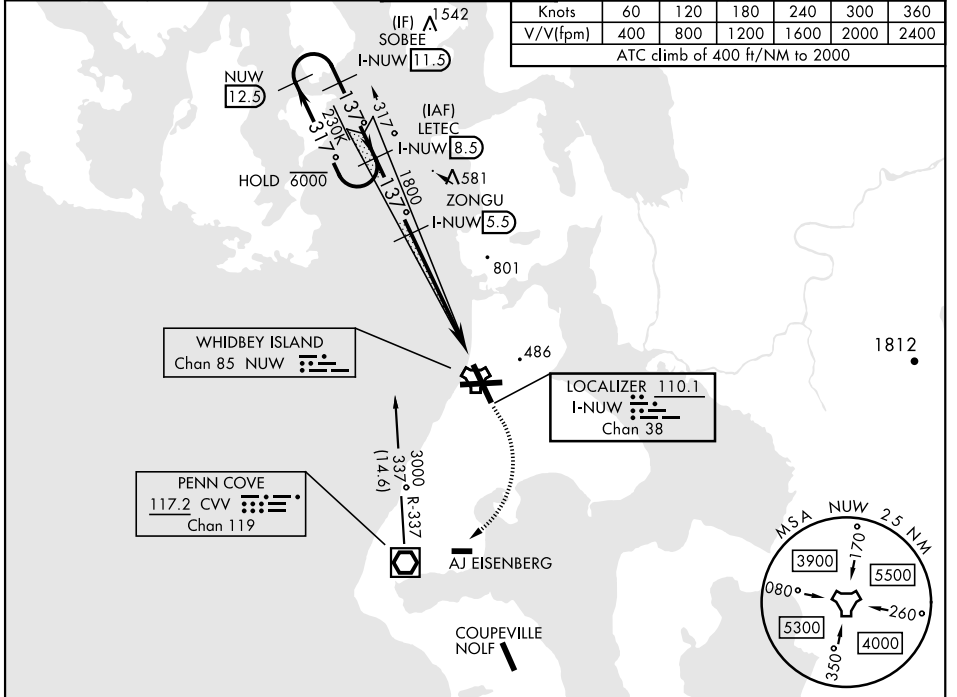 Knots 60 120 180 240 300 360
V/V(fpm) 400 800 1200 1600 2000 2400
ATC climb of 400 ft/NM to 2000
1542
(IF)
SOBEE
I-NUW 11.5
NUW
12.5
137°
317°
230K
317°
(IAF)
LETEC
I-NUW 8.5
HOLD 6000
1800
137°
581
ZONGU
I-NUW 5.5
801
WHIDBEY ISLAND
Chan 85 NUW
486
1812
LOCALIZER 110.1
I-NUW
Chan 38
3000
337°
(14.6)
R-337
PENN COVE
117.2 CVV
Chan 119
AJ EISENBERG
COUPEVILLE
NOLF
MSA NUW 25 NM
170°
3900
5500
080°
260°
5300
4000
350°